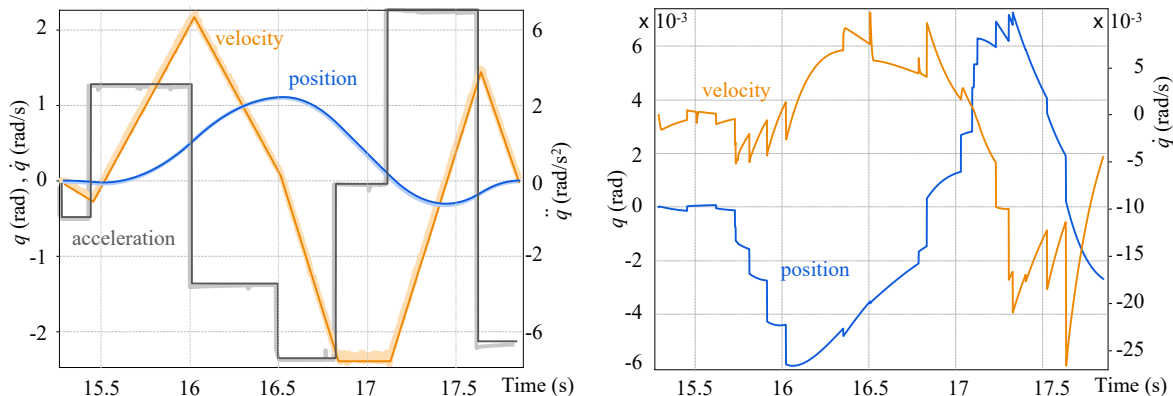 2
1
0
-1
-2
q (rad) , q̇ (rad/s)
velocity
position
acceleration
6
2
0
-2
-6
q̈ (rad/s²)
15.5
16
16.5
17
17.5
Time (s)
x 10⁻³
x 10⁻³
6
4
2
0
-2
-4
-6
q (rad)
velocity
position
5
0
-5
-10
-15
-20
-25
q̇ (rad/s)
15.5
16
16.5
17
17.5
Time (s)